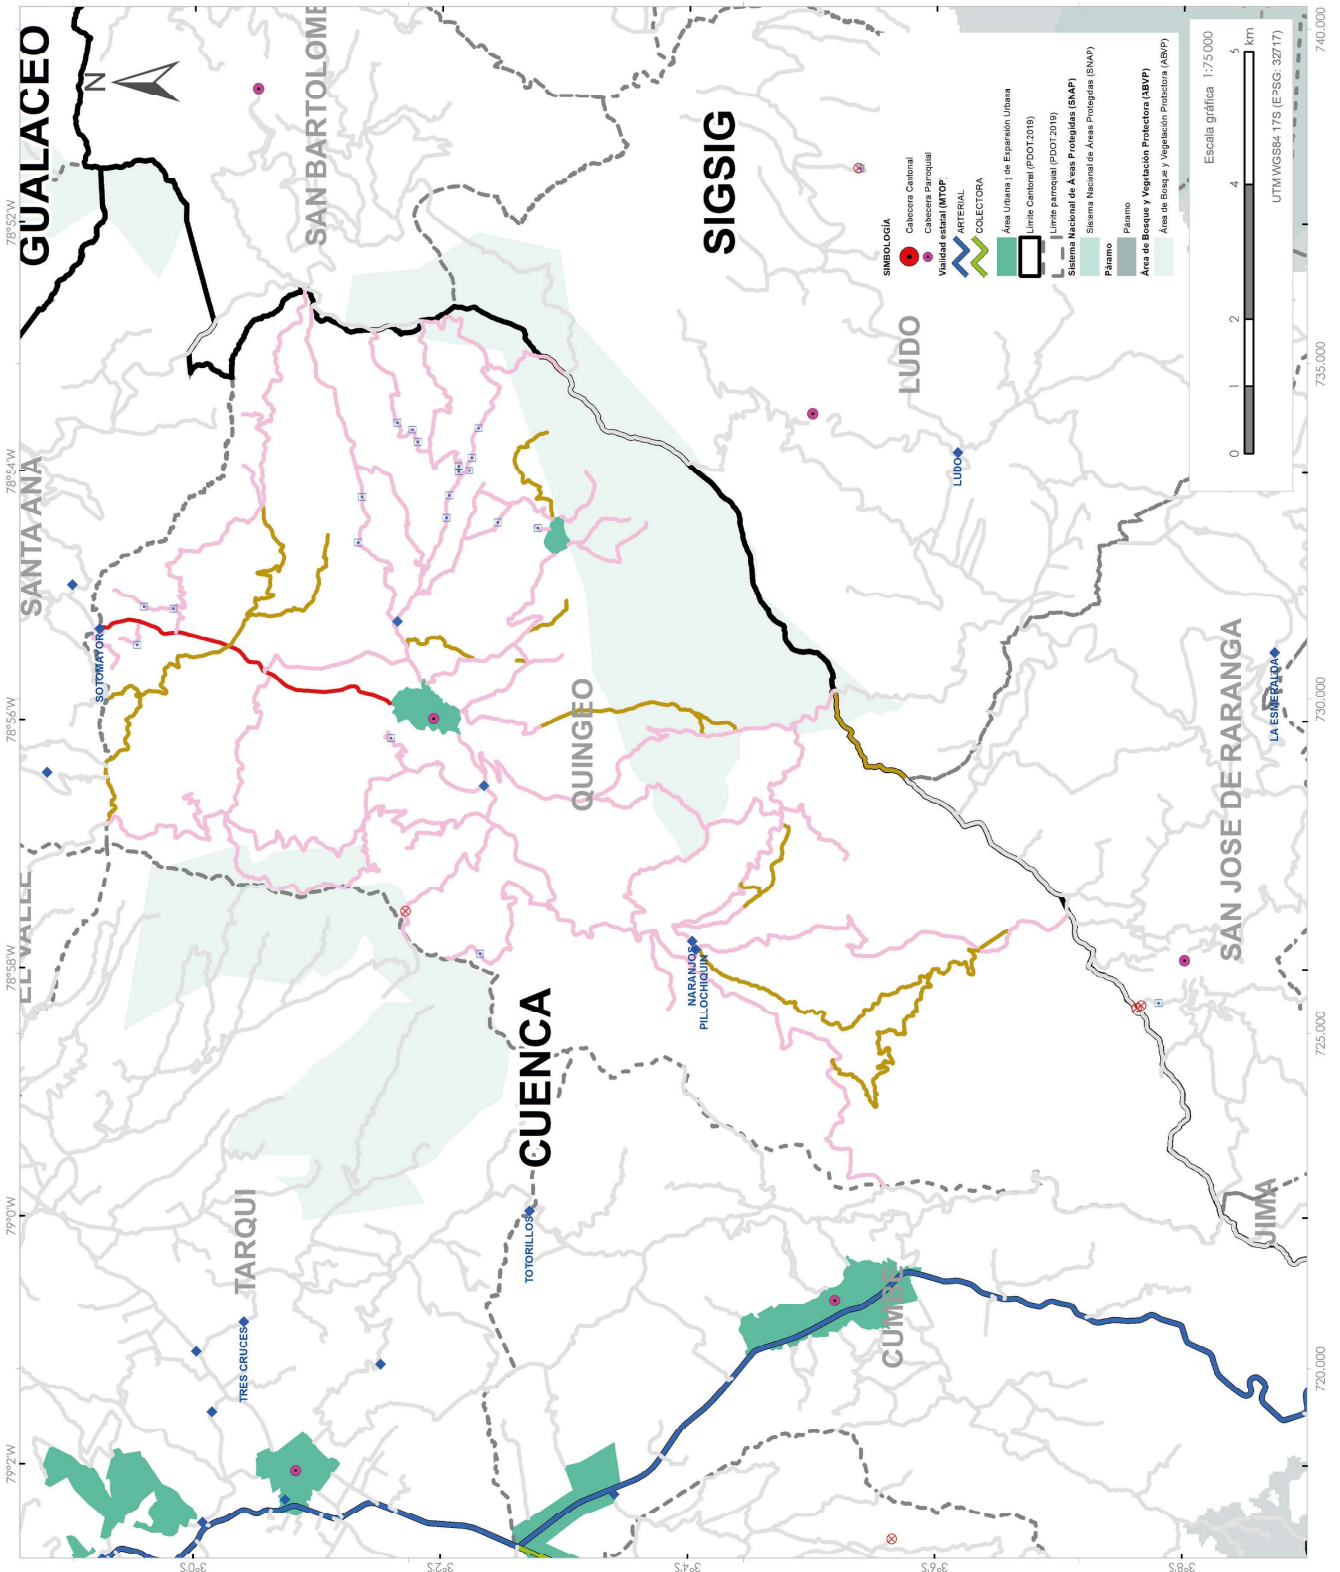 GUALACEO
N
SAN BARTOLOME
SANTA ANA
SOTOMAYOR
EL VALLE
QUINGEO
SIGSIG
LUDO
LUDO
NARANJOS
PILLOCHIQUIN
CUENCA
TOTORILLOS
TARQUI
TRES CRUCES
CUMBE
JIMA
SAN JOSE DE RARANGA
LA ESMERALDA
SIMBOLOGÍA
Cabecera Cantonal
Cabecera Parroquial
Vialidad estatal (MTOP)
ARTERIAL
COLECTORA
Área Urbana y de Expansión Urbana
Límite Cantonal (PDOT2019)
Límite parroquial (PDOT2019)
Sistema Nacional de Áreas Protegidas (SNAP)
Sistema Nacional de Áreas Protegidas (SNAP)
Páramo
Páramo
Área de Bosque y Vegetación Protectora (ABVP)
Área de Bosque y Vegetación Protectora (ABVP)
Escala gráfica 1:75000
0 1 2 4 5 km
UTM WGS84 17S (EPSG: 32717)
79°2'W
79°0'W
78°58'W
78°56'W
78°54'W
78°52'W
720.000
725.000
730.000
735.000
740.000
3°0'S
3°2'S
3°4'S
3°6'S
3°8'S